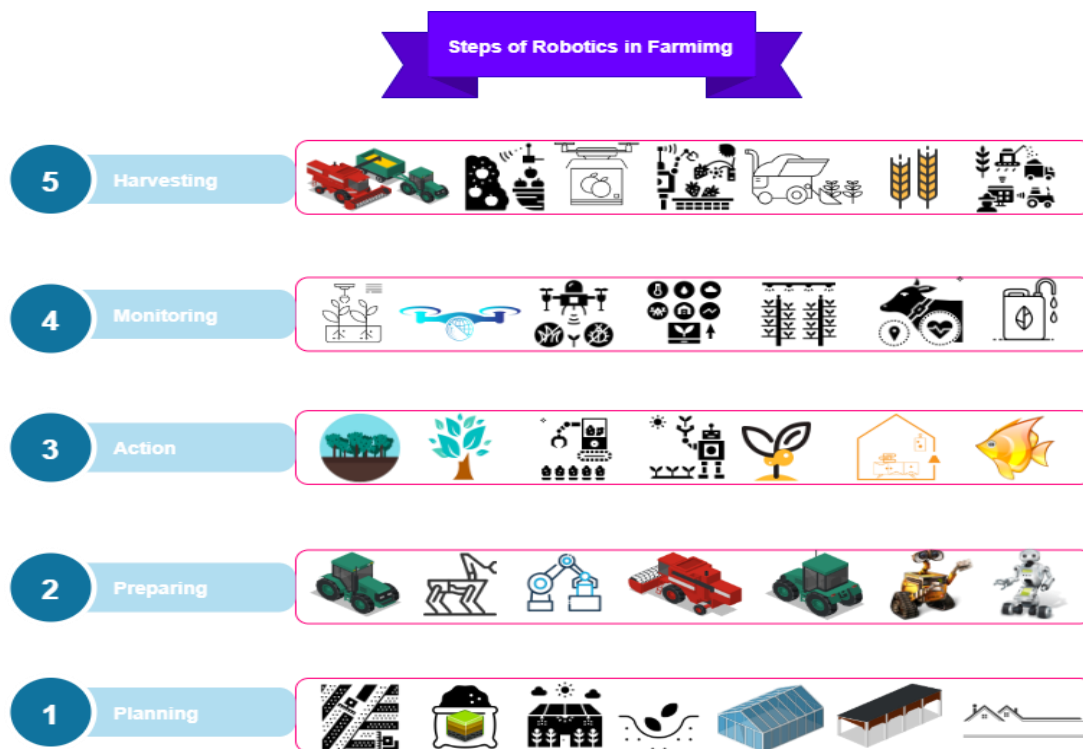 Steps of Robotics in Farmimg
5 Harvesting
4 Monitoring
3 Action
2 Preparing
1 Planning